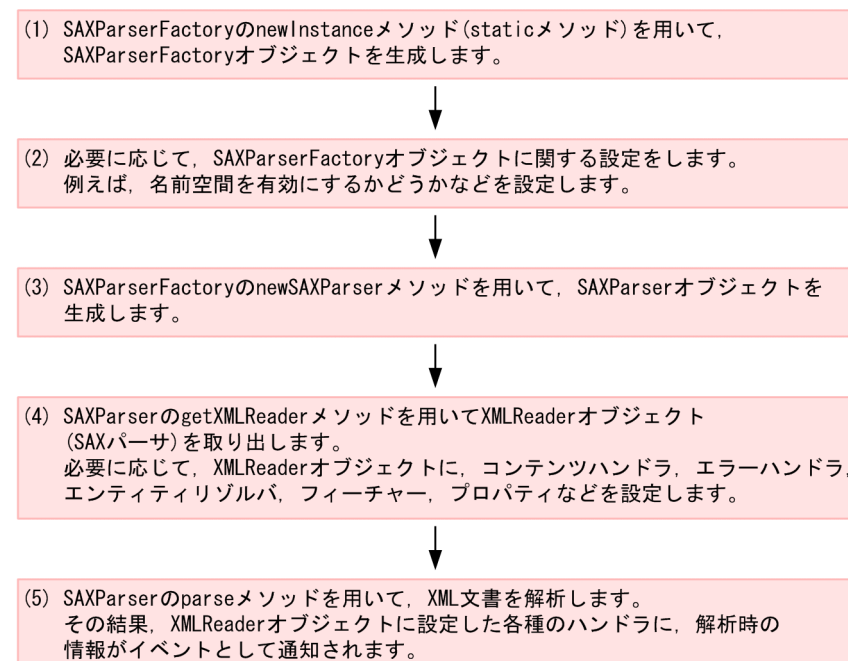 (1) SAXParserFactoryのnewInstanceメソッド(staticメソッド)を用いて，
SAXParserFactoryオブジェクトを生成します。
(2) 必要に応じて，SAXParserFactoryオブジェクトに関する設定をします。
例えば，名前空間を有効にするかどうかなどを設定します。
(3) SAXParserFactoryのnewSAXParserメソッドを用いて，SAXParserオブジェクトを
生成します。
(4) SAXParserのgetXMLReaderメソッドを用いてXMLReaderオブジェクト
(SAXパーサ)を取り出します。
必要に応じて，XMLReaderオブジェクトに，コンテンツハンドラ，エラーハンドラ，
エンティティリゾルバ，フィーチャー，プロパティなどを設定します。
(5) SAXParserのparseメソッドを用いて，XML文書を解析します。
その結果，XMLReaderオブジェクトに設定した各種のハンドラに，解析時の
情報がイベントとして通知されます。